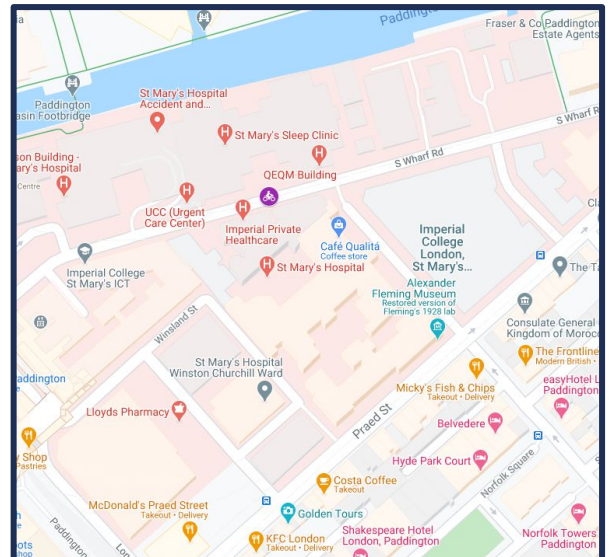 Paddington
Fraser & Co Paddington
Estate Agents
St Mary's Hospital
Accident and...
Paddington
asin Footbridge
St Mary's Sleep Clinic
S Wharf R
S Wharf Rd
son Building -
ary's Hospital
Centre
QEQM Building
UCC (Urgent
Care Center)
Imperial Private
Healthcare
Café Qualitá
Coffee store
Imperial
College
London,
St Mary's...
Cla
Imperial College
St Mary's ICT
St Mary's Hospital
The Ta
Alexander
Fleming Museum
Restored version of
Fleming's 1928 lab
Winsland St
Consulate General
Kingdom of Moroc
The Frontline
Modern British •
St Mary's Hospital
Winston Churchill Ward
addington
Micky's Fish & Chips
Takeout • Delivery
easyHotel L
Paddington
Lloyds Pharmacy
Praed St
Belvedere
y Shop
Pastries
Hyde Park Court
Norfolk Square
Costa Coffee
Takeout
McDonald's Praed Street
Takeout • Delivery
Golden Tours
h
Paddington
Lon
ots
hop
KFC London
Takeout • Delivery
Shakespeare Hotel
London, Paddington
Norfolk Towers
Paddington